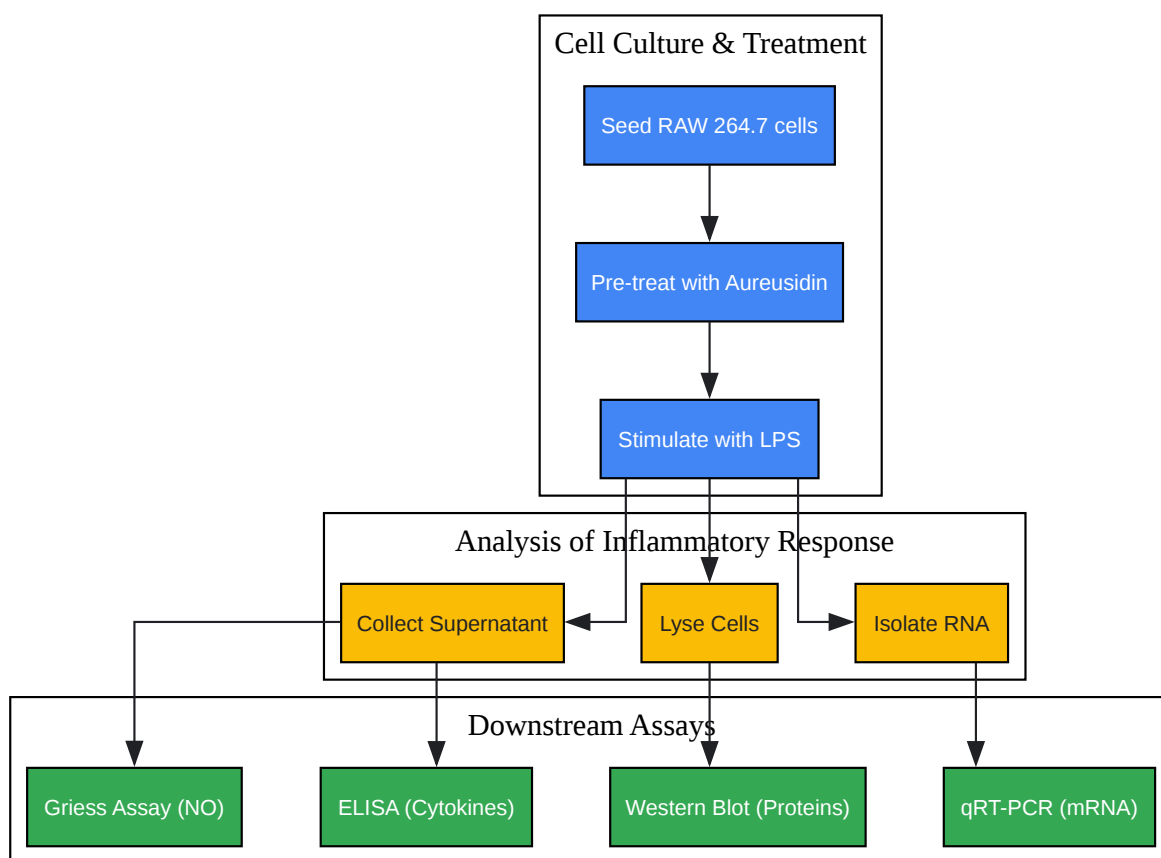 Cell Culture & Treatment
Seed RAW 264.7 cells
Pre-treat with Aureusidin
Stimulate with LPS
Analysis of Inflammatory Response
Collect Supernatant
Lyse Cells
Isolate RNA
Downstream Assays
Griess Assay (NO)
ELISA (Cytokines)
Western Blot (Proteins)
qRT-PCR (mRNA)